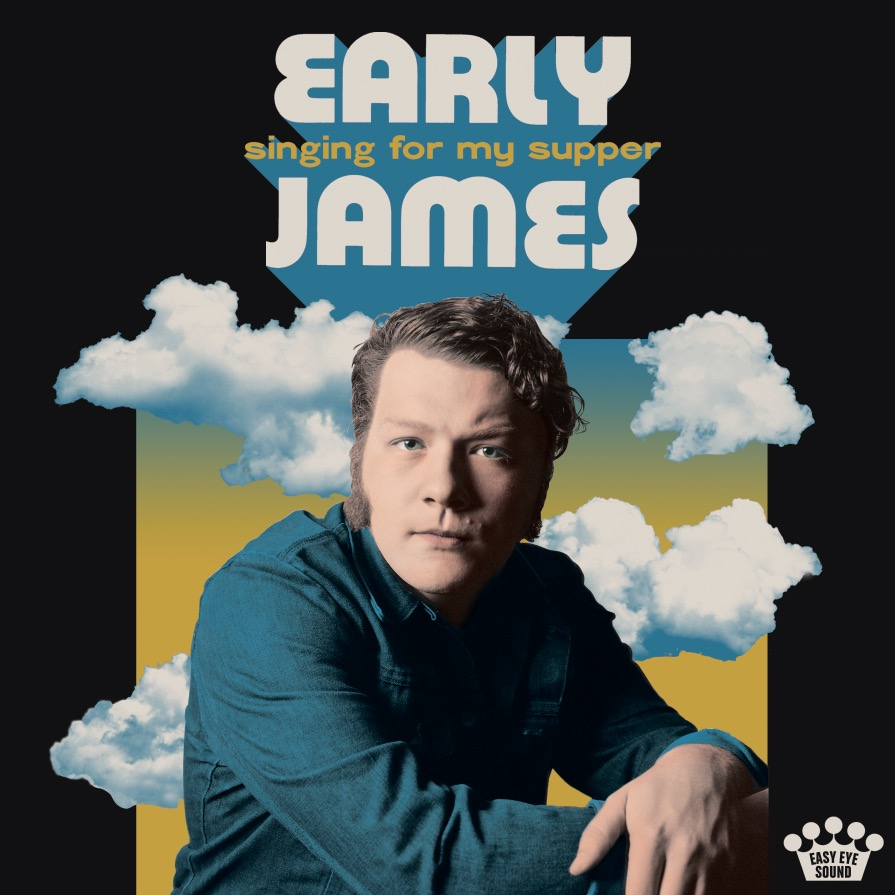 EARLY
singing for my supper
JAMES
EASY EYE
SOUND